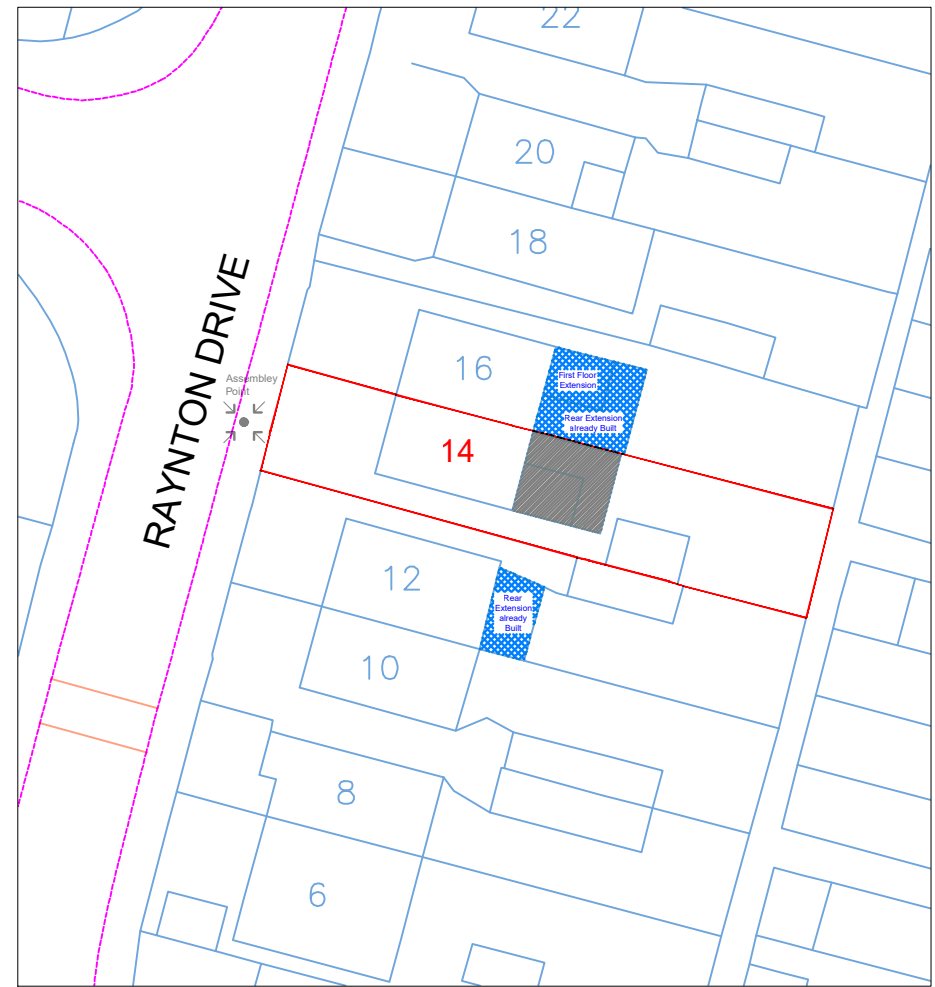 22
20
18
RAYNTON DRIVE
16
First Floor
Extension
Assembley
Point
Rear Extension
already Built
14
12
Rear
Extension
already
Built
10
8
6